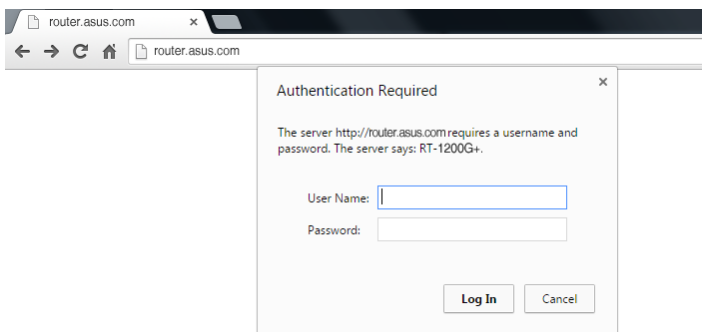 router.asus.com
router.asus.com
Authentication Required
The server http://router.asus.com requires a username and
password. The server says: RT-1200G+.
User Name:
Password:
Log In
Cancel